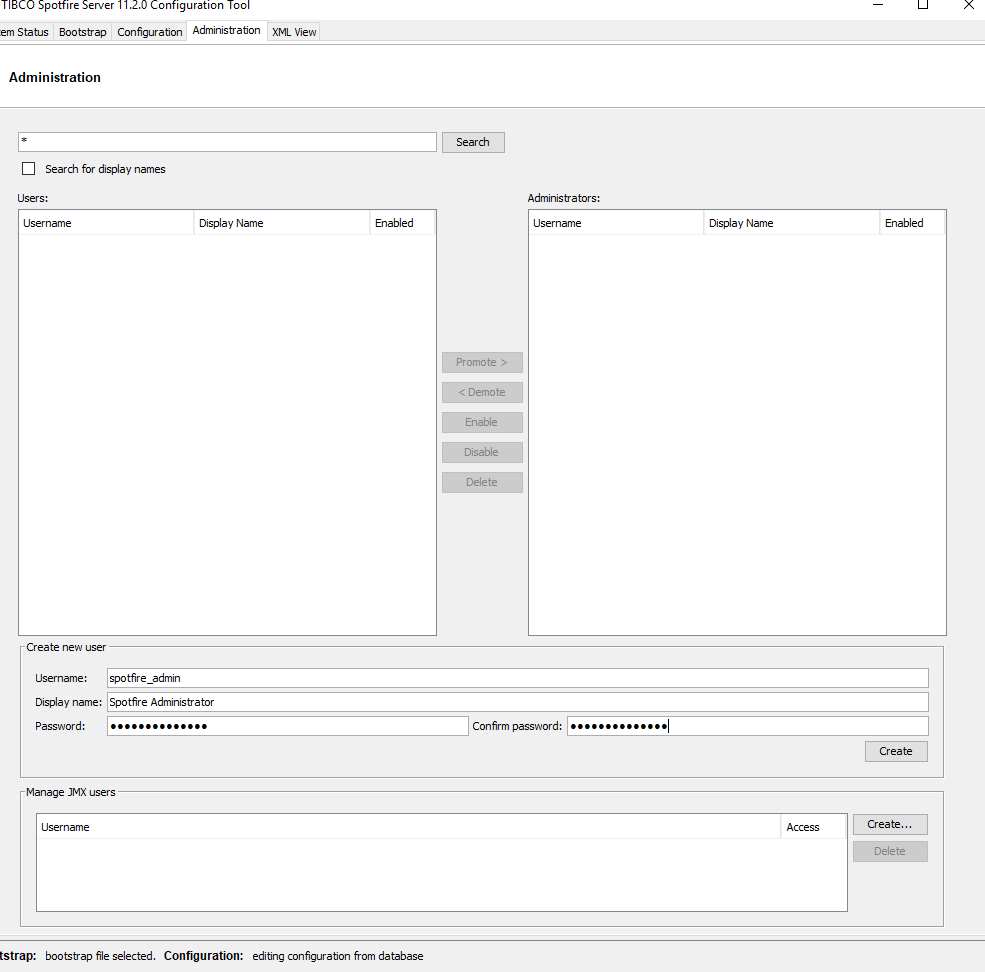 TIBCO Spotfire Server 11.2.0 Configuration Tool
em Status Bootstrap Configuration Administration XML View
Administration
* Search
Search for display names
Users: Administrators:
Username Display Name Enabled Username Display Name Enabled
Promote >
< Demote
Enable
Disable
Delete
Create new user
Username: spotfire_admin
Display name: Spotfire Administrator
Password: ●●●●●●●●●●●●●● Confirm password: ●●●●●●●●●●●●●●
Create
Manage JMX users
Username Access Create...
Delete
tstrap: bootstrap file selected. Configuration: editing configuration from database